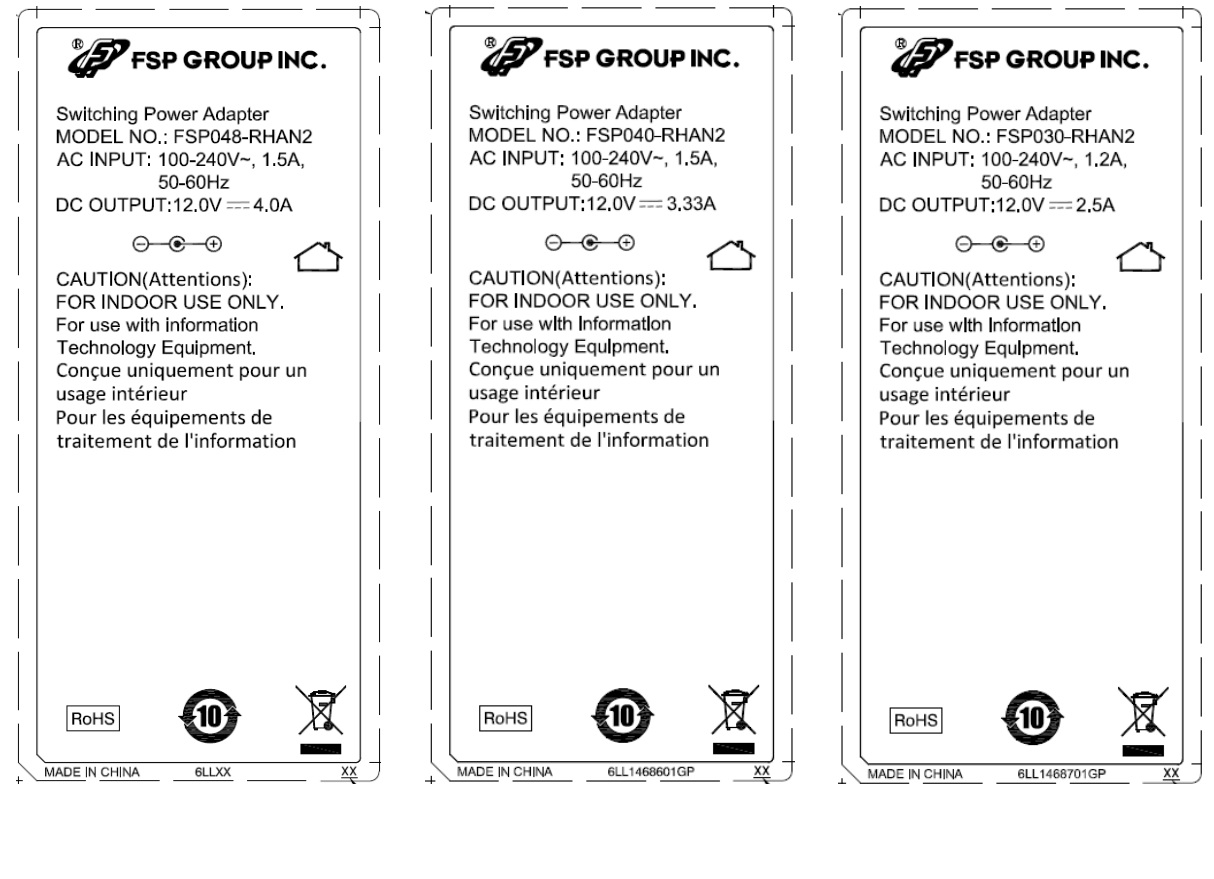 ® FSP GROUP INC.
Switching Power Adapter
MODEL NO.: FSP048-RHAN2
AC INPUT: 100-240V~, 1.5A,
50-60Hz
DC OUTPUT:12.0V ⎓ 4.0A
CAUTION(Attentions):
FOR INDOOR USE ONLY.
For use with information
Technology Equipment.
Conçue uniquement pour un
usage intérieur
Pour les équipements de
traitement de l'information
RoHS
10
MADE IN CHINA 6LLXX XX
® FSP GROUP INC.
Switching Power Adapter
MODEL NO.: FSP040-RHAN2
AC INPUT: 100-240V~, 1.5A,
50-60Hz
DC OUTPUT:12.0V ⎓ 3.33A
CAUTION(Attentions):
FOR INDOOR USE ONLY.
For use with Information
Technology Equipment.
Conçue uniquement pour un
usage intérieur
Pour les équipements de
traitement de l'information
RoHS
10
MADE IN CHINA 6LL1468601GP XX
® FSP GROUP INC.
Switching Power Adapter
MODEL NO.: FSP030-RHAN2
AC INPUT: 100-240V~, 1.2A,
50-60Hz
DC OUTPUT:12.0V ⎓ 2.5A
CAUTION(Attentions):
FOR INDOOR USE ONLY.
For use with Information
Technology Equipment.
Conçue uniquement pour un
usage intérieur
Pour les équipements de
traitement de l'information
RoHS
10
MADE IN CHINA 6LL1468701GP XX